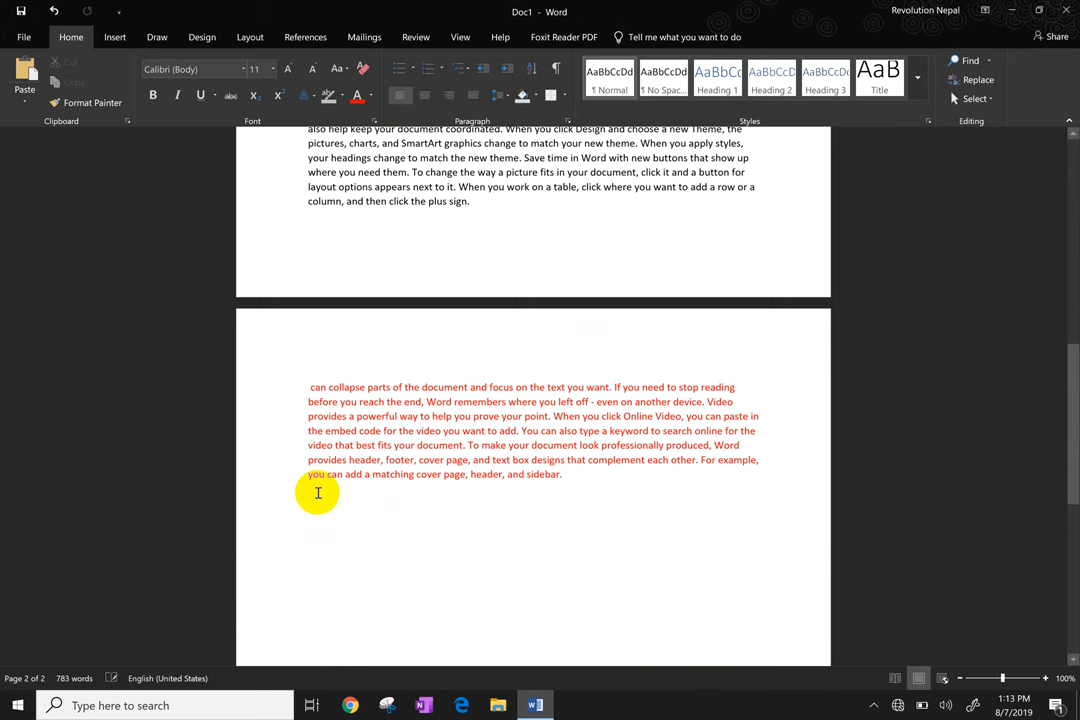 Doc1 - Word
Revolution Nepal
File Home Insert Draw Design Layout References Mailings Review View Help Foxit Reader PDF Tell me what you want to do Share
Paste
Cut
Copy
Format Painter
Clipboard
Calibri (Body) 11
Aa
B I U abc X₂ X² A A
Font
Paragraph
AaBbCcDd AaBbCcDd AaBbCc AaBbCcD AaBbCcD AaB
¶ Normal ¶ No Spac... Heading 1 Heading 2 Heading 3 Title
Styles
Find
Replace
Select
Editing
also help keep your document coordinated. When you click Design and choose a new Theme, the
pictures, charts, and SmartArt graphics change to match your new theme. When you apply styles,
your headings change to match the new theme. Save time in Word with new buttons that show up
where you need them. To change the way a picture fits in your document, click it and a button for
layout options appears next to it. When you work on a table, click where you want to add a row or a
column, and then click the plus sign.
can collapse parts of the document and focus on the text you want. If you need to stop reading
before you reach the end, Word remembers where you left off - even on another device. Video
provides a powerful way to help you prove your point. When you click Online Video, you can paste in
the embed code for the video you want to add. You can also type a keyword to search online for the
video that best fits your document. To make your document look professionally produced, Word
provides header, footer, cover page, and text box designs that complement each other. For example,
you can add a matching cover page, header, and sidebar.
Page 2 of 2 783 words English (United States) 100%
Type here to search
1:13 PM
8/7/2019